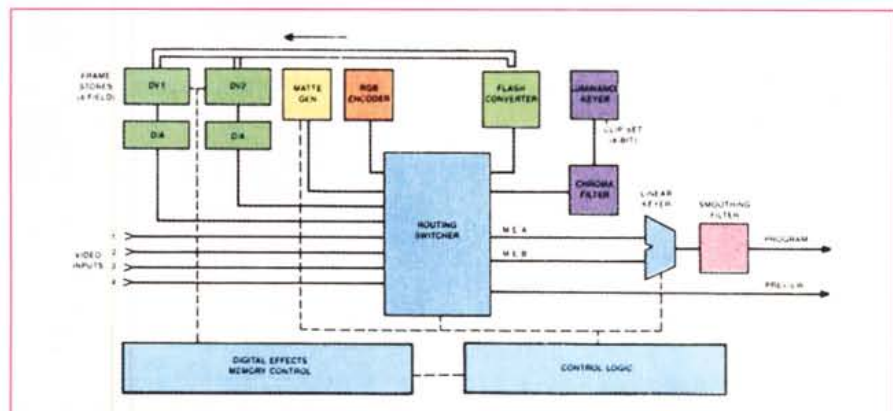 FRAME
STORES
(4 FIELD)
DV1
DV2
MATTE
GEN.
RGB
ENCODER
FLASH
CONVERTER
LUMINANCE
KEYER
CLIP SET
(8-BIT)
D/A
D/A
CHROMA
FILTER
LINEAR
KEYER
SMOOTHING
FILTER
ROUTING
SWITCHER
VIDEO
INPUTS
1
2
3
4
M.E. A
M.E. B
PROGRAM
PREVIEW
DIGITAL EFFECTS
MEMORY CONTROL
CONTROL LOGIC